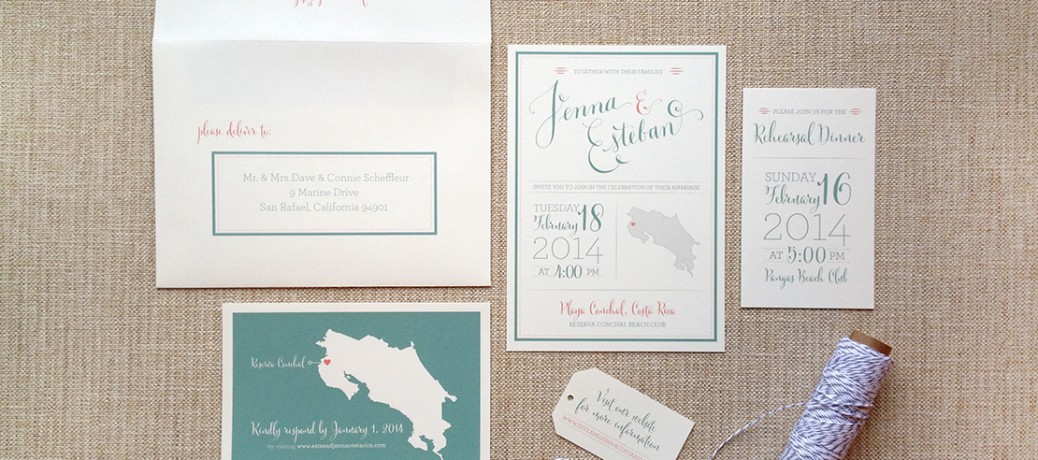 please deliver to:
Mr. & Mrs. Dave & Connie Scheffleur
9 Marine Drive
San Rafael, California 94901
TOGETHER WITH THEIR FAMILIES
Jenna &
Esteban
INVITE YOU TO JOIN IN THE CELEBRATION OF THEIR MARRIAGE
TUESDAY
February 18
2014
AT 4:00 PM
Playa Conchal, Costa Rica
RESERVA CONCHAL BEACH CLUB
PLEASE JOIN US FOR THE
Rehearsal Dinner
SUNDAY
February 16
2014
AT 5:00 PM
Pangas Beach Club
Reserva Conchal
Kindly respond by January 1, 2014
by visiting
Visit our website
for more information